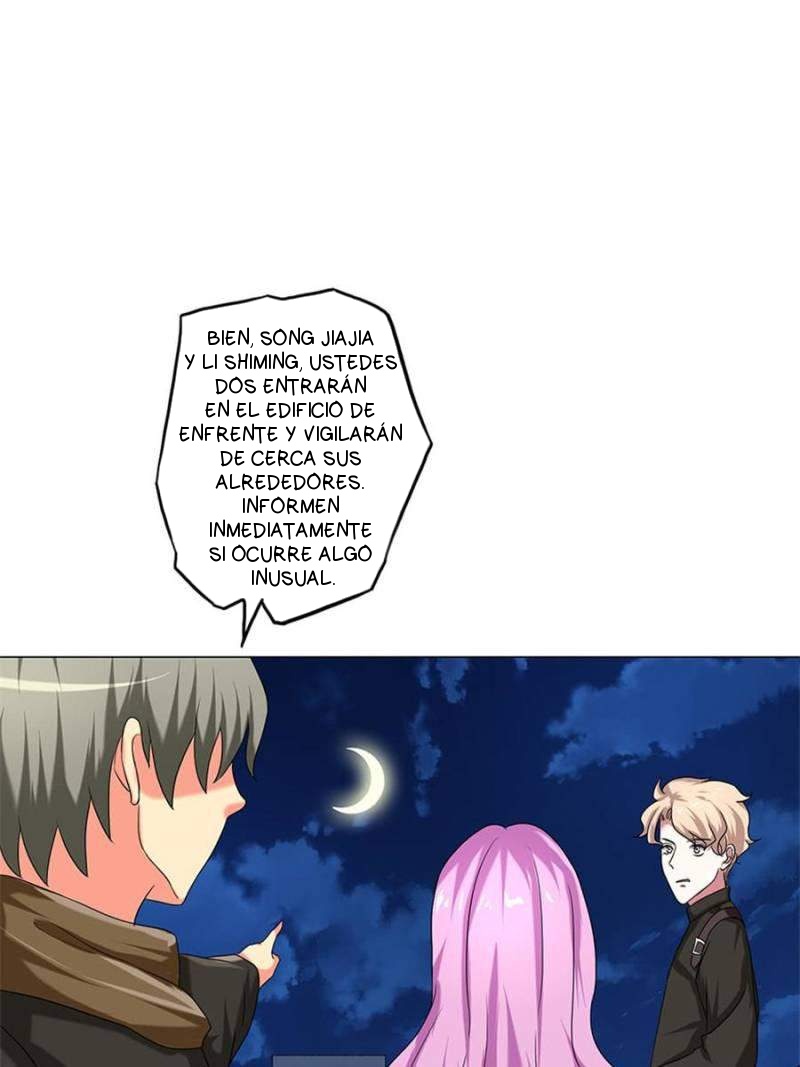 BIEN, SONG JIAJIA
Y LI SHIMING, USTEDES
DOS ENTRARÁN
EN EL EDIFICIO DE
ENFRENTE Y VIGILARÁN
DE CERCA SUS
ALREDEDORES.
INFORMEN
INMEDIATAMENTE
SI OCURRE ALGO
INUSUAL.